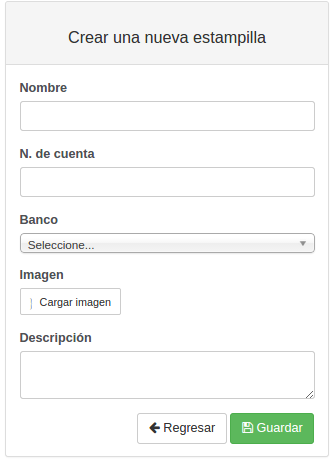 Crear una nueva estampilla
Nombre
N. de cuenta
Banco
Seleccione...
Imagen
Cargar imagen
Descripción
Regresar
Guardar